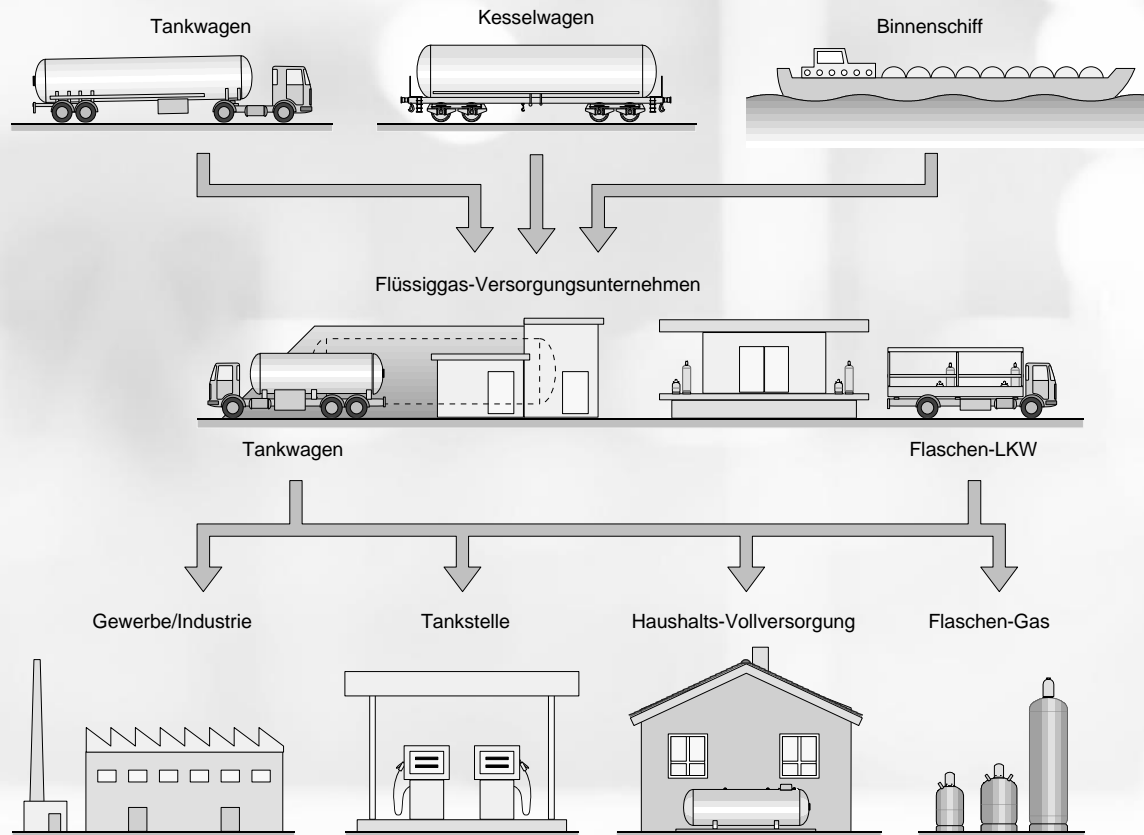 Tankwagen
Kesselwagen
Binnenschiff
Flüssiggas-Versorgungsunternehmen
Tankwagen
Flaschen-LKW
Gewerbe/Industrie
Tankstelle
Haushalts-Vollversorgung
Flaschen-Gas